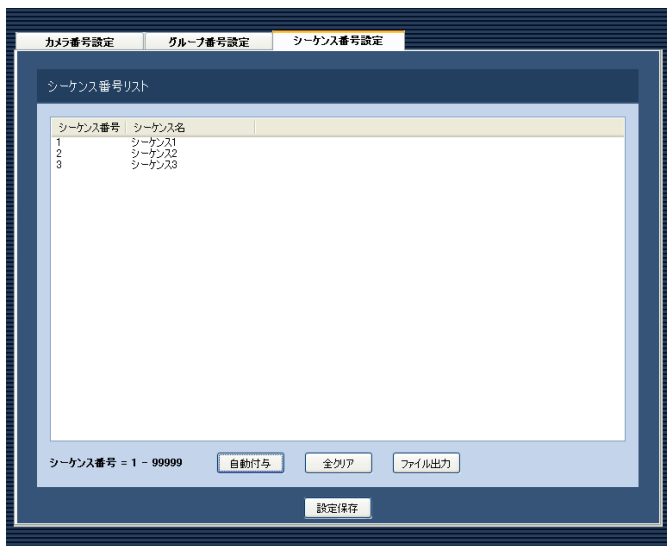 カメラ番号設定 グループ番号設定 シーケンス番号設定
シーケンス番号リスト
シーケンス番号 シーケンス名
1 シーケンス1
2 シーケンス2
3 シーケンス3
シーケンス番号 = 1 - 99999 自動付与 全クリア ファイル出力
設定保存